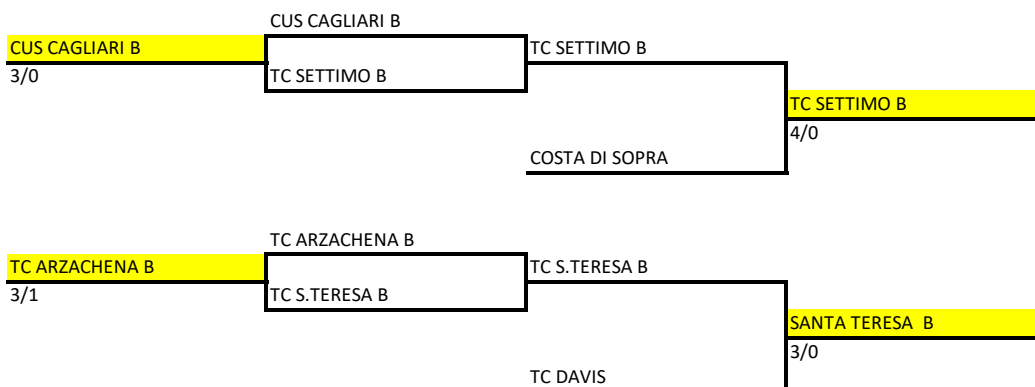 CUS CAGLIARI B
CUS CAGLIARI B
TC SETTIMO B
3/0
TC SETTIMO B
TC SETTIMO B
4/0
COSTA DI SOPRA
TC ARZACHENA B
TC ARZACHENA B
TC S.TERESA B
3/1
TC S.TERESA B
SANTA TERESA  B
3/0
TC DAVIS